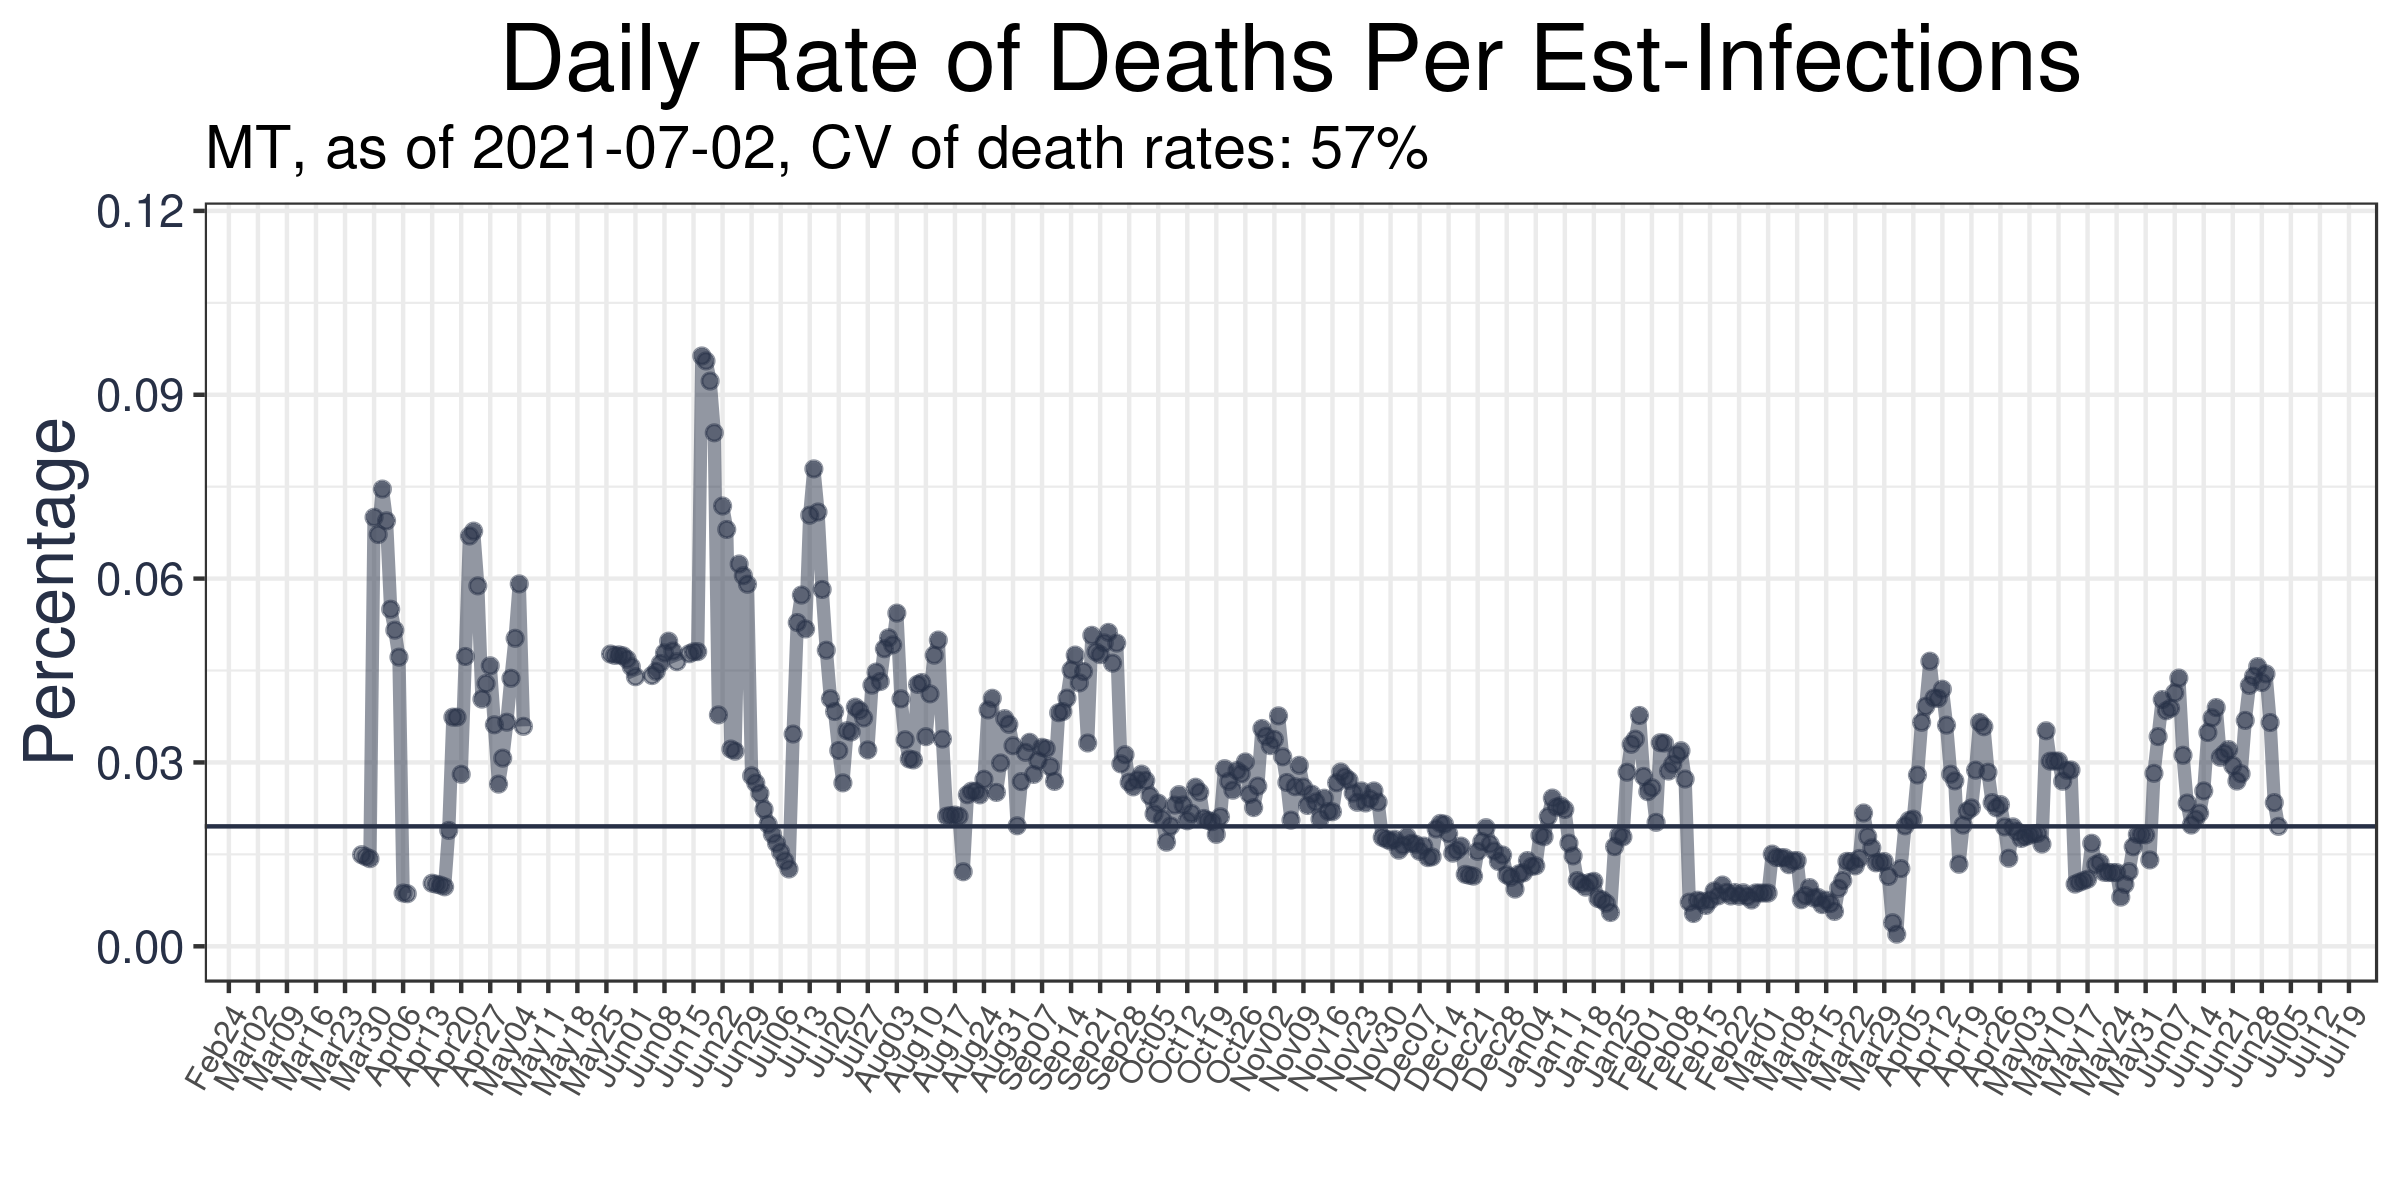 Daily Rate of Deaths Per Est-Infections
MT, as of 2021-07-02, CV of death rates: 57%
Percentage
0.12
0.09
0.06
0.03
0.00
Feb24
Mar02
Mar09
Mar16
Mar23
Mar30
Apr06
Apr13
Apr20
Apr27
May04
May11
May18
May25
Jun01
Jun08
Jun15
Jun22
Jun29
Jul06
Jul13
Jul20
Jul27
Aug03
Aug10
Aug17
Aug24
Aug31
Sep07
Sep14
Sep21
Sep28
Oct05
Oct12
Oct19
Oct26
Nov02
Nov09
Nov16
Nov23
Nov30
Dec07
Dec14
Dec21
Dec28
Jan04
Jan11
Jan18
Jan25
Feb01
Feb08
Feb15
Feb22
Mar01
Mar08
Mar15
Mar22
Mar29
Apr05
Apr12
Apr19
Apr26
May03
May10
May17
May24
May31
Jun07
Jun14
Jun21
Jun28
Jul05
Jul12
Jul19